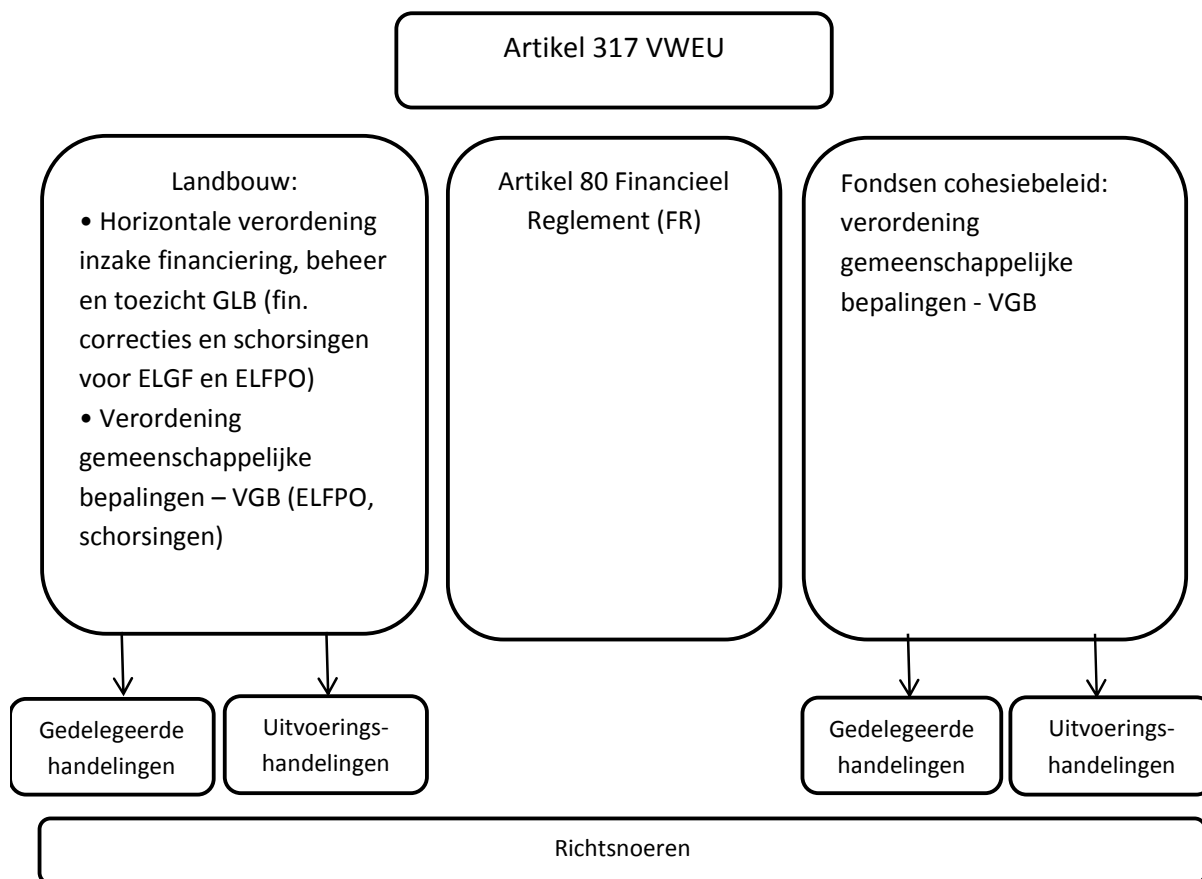 Artikel 317 VWEU
Landbouw:
• Horizontale verordening
inzake financiering, beheer
en toezicht GLB (fin.
correcties en schorsingen
voor ELGF en ELFPO)
• Verordening
gemeenschappelijke
bepalingen – VGB (ELFPO,
schorsingen)
Artikel 80 Financieel
Reglement (FR)
Fondsen cohesiebeleid:
verordening
gemeenschappelijke
bepalingen - VGB
Gedelegeerde
handelingen
Uitvoerings-
handelingen
Gedelegeerde
handelingen
Uitvoerings-
handelingen
Richtsnoeren